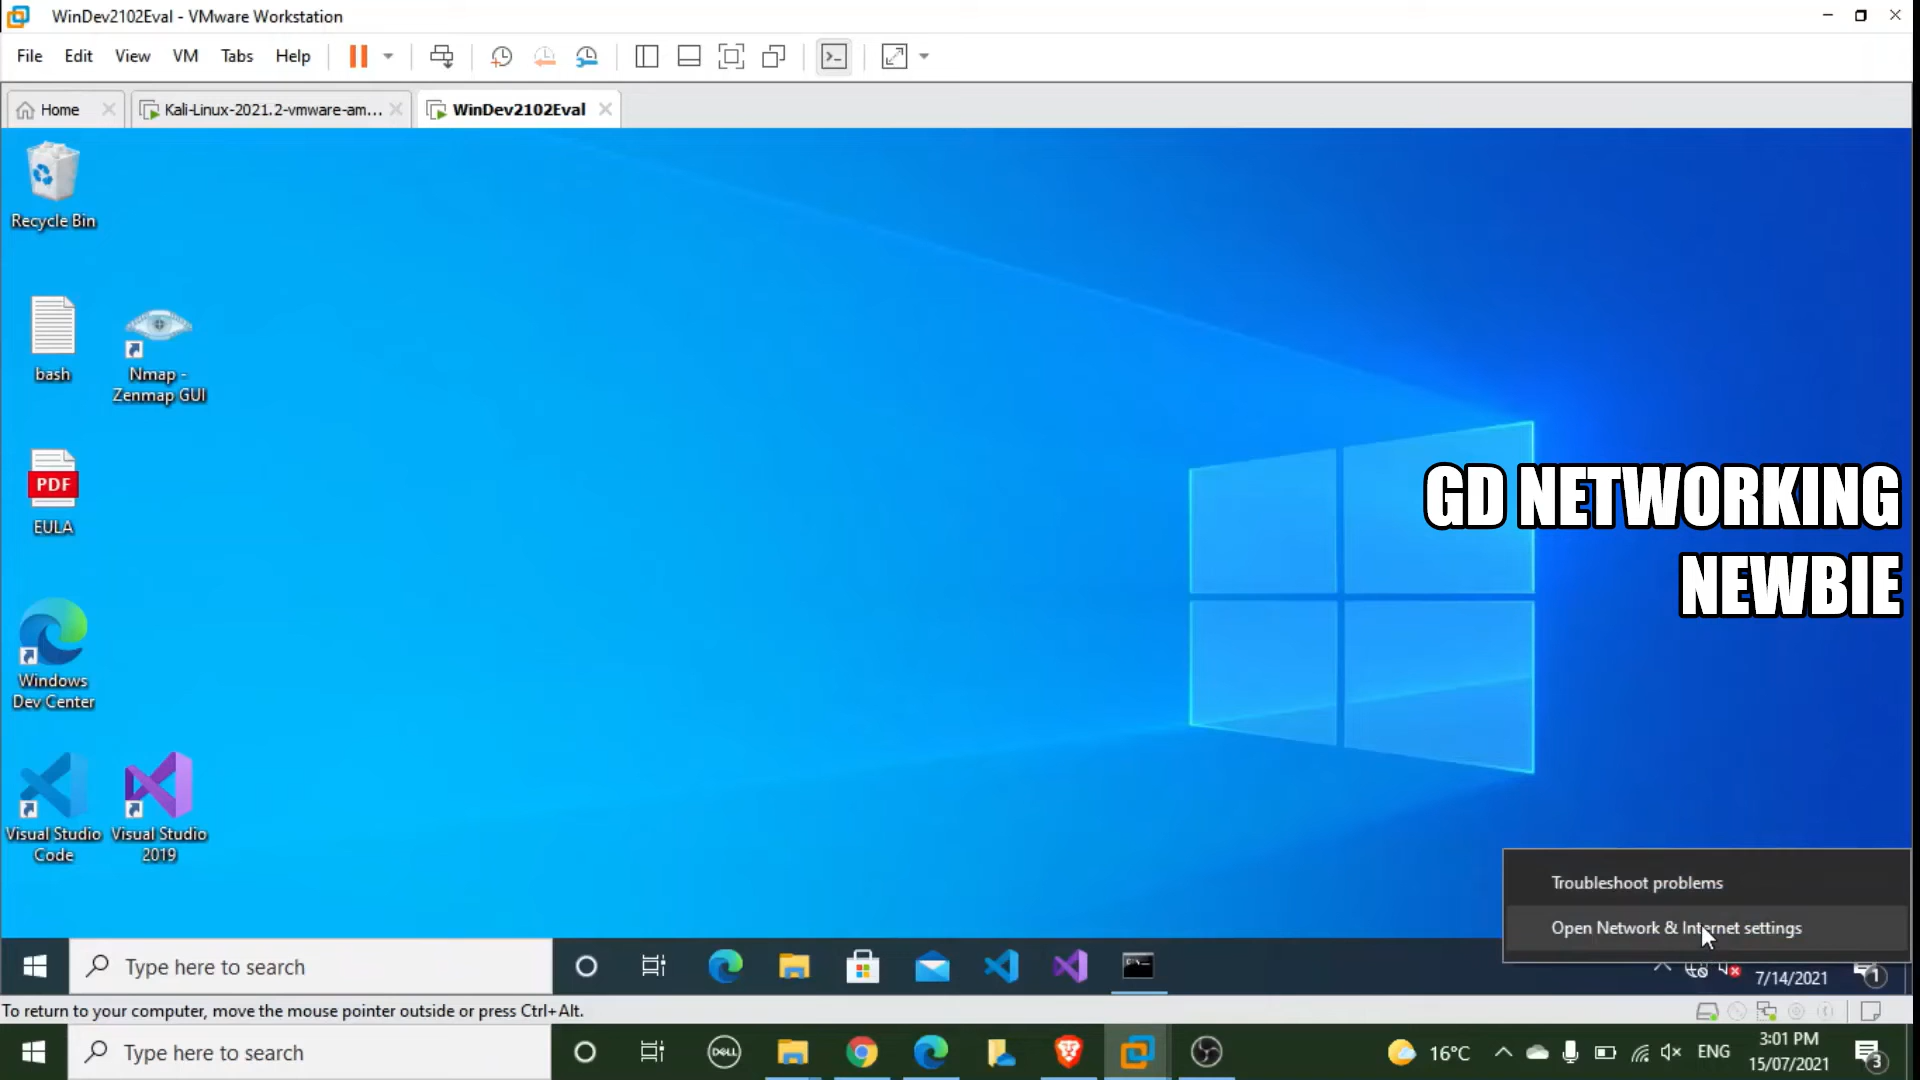 WinDev2102Eval - VMware Workstation
File Edit View VM Tabs Help
Home Kali-Linux-2021.2-vmware-am... WinDev2102Eval
Recycle Bin
bash
Nmap -
Zenmap GUI
PDF
EULA
Windows
Dev Center
Visual Studio
Code
Visual Studio
2019
GD NETWORKING
NEWBIE
Troubleshoot problems
Open Network & Internet settings
Type here to search
7/14/2021
1
To return to your computer, move the mouse pointer outside or press Ctrl+Alt.
Type here to search
DELL
16°C
ENG
3:01 PM
15/07/2021
3